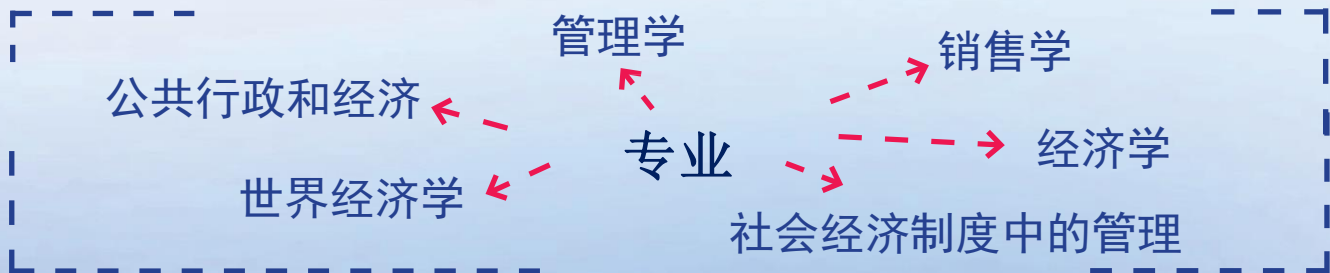 管理学
销售学
公共行政和经济
专业
经济学
世界经济学
社会经济制度中的管理